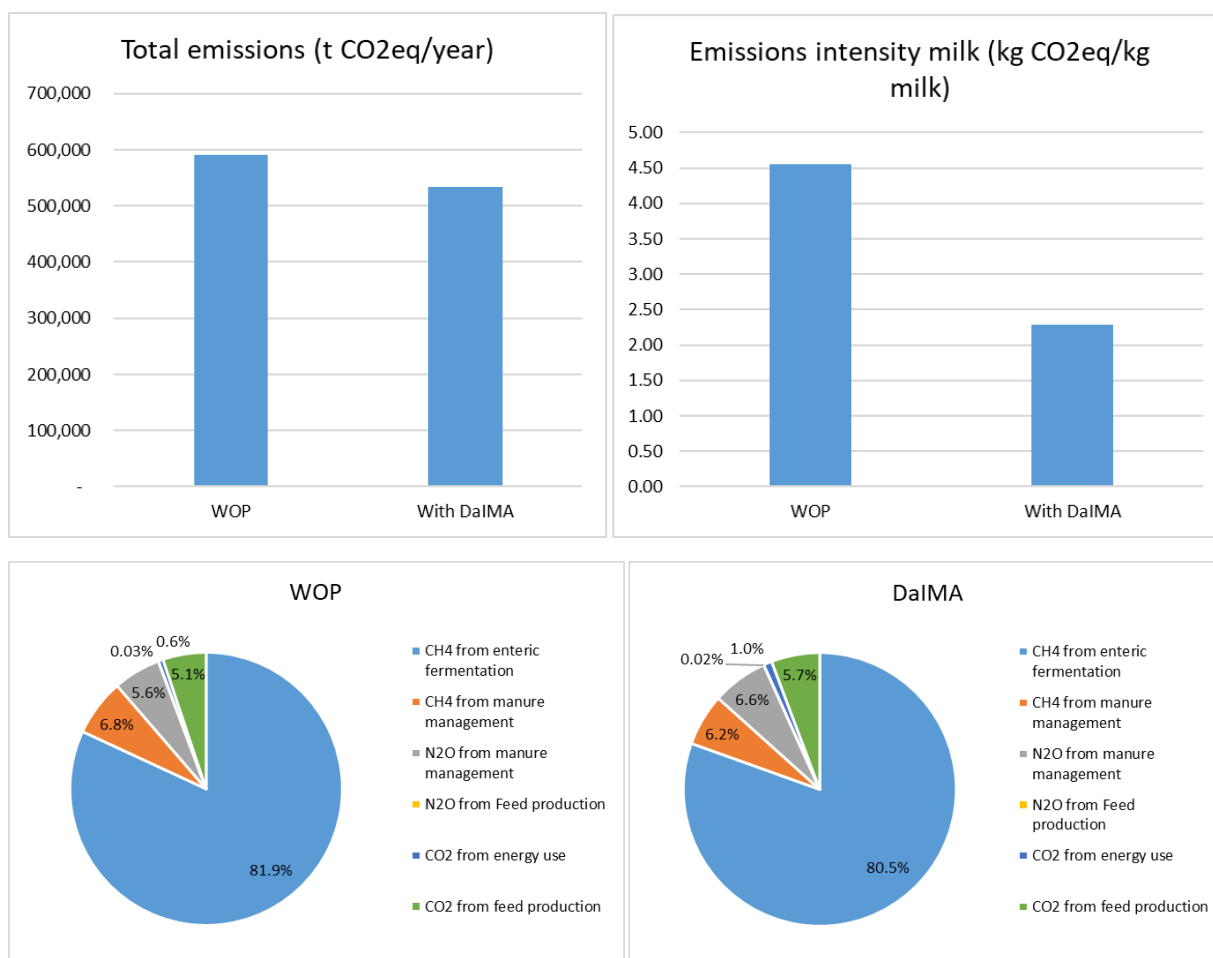 Total emissions (t CO2eq/year)
700,000
600,000
500,000
400,000
300,000
200,000
100,000
-
WOP
With DaIMA
Emissions intensity milk (kg CO2eq/kg
milk)
5.00
4.50
4.00
3.50
3.00
2.50
2.00
1.50
1.00
0.50
0.00
WOP
With DaIMA
WOP
0.03%
0.6%
5.1%
5.6%
6.8%
81.9%
CH4 from enteric
fermentation
CH4 from manure
management
N2O from manure
management
N2O from Feed production
CO2 from energy use
CO2 from feed production
DaIMA
0.02%
1.0%
5.7%
6.6%
6.2%
80.5%
CH4 from enteric
fermentation
CH4 from manure
management
N2O from manure
management
N2O from Feed
production
CO2 from energy use
CO2 from feed production